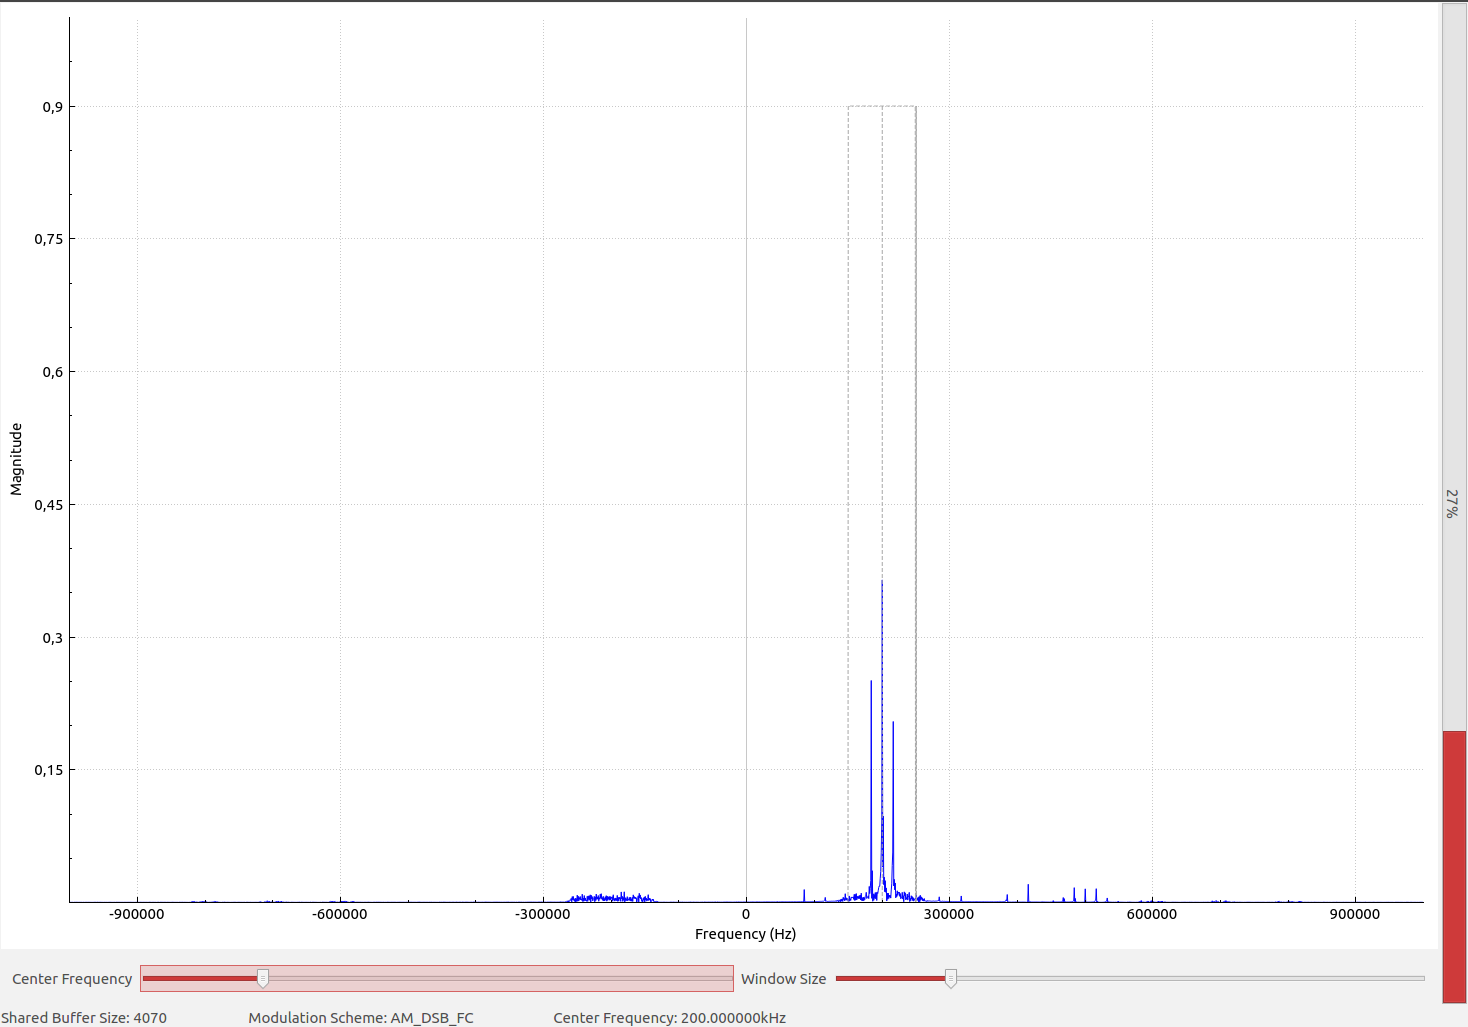 0,9
0,75
0,6
0,45
0,3
0,15
Magnitude
-900000 -600000 -300000 0 300000 600000 900000
Frequency (Hz)
27%
Center Frequency Window Size
Shared Buffer Size: 4070 Modulation Scheme: AM_DSB_FC Center Frequency: 200.000000kHz